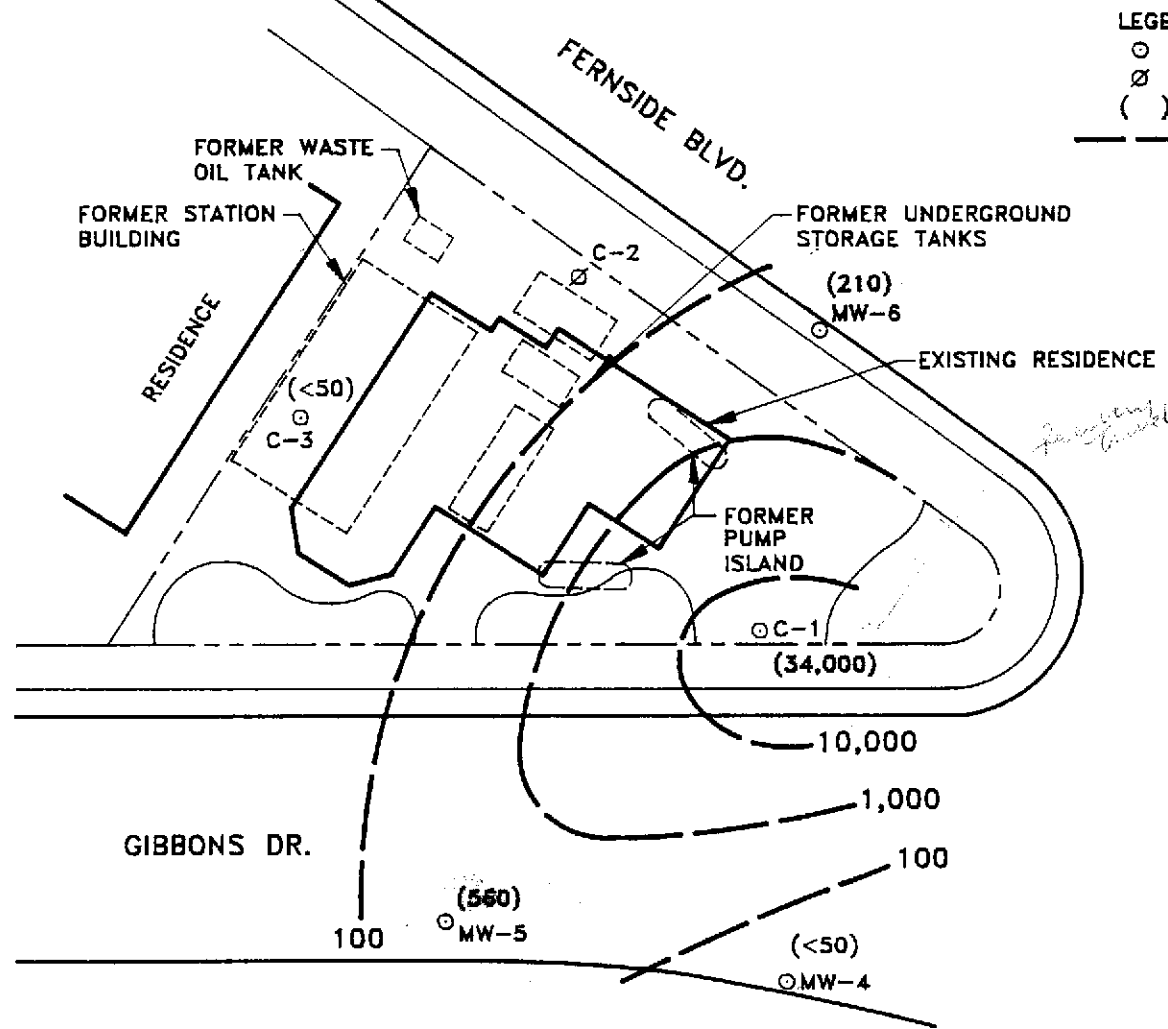 LEGE
( )
FERNSIDE BLVD.
FORMER WASTE
OIL TANK
FORMER STATION
BUILDING
FORMER UNDERGROUND
STORAGE TANKS
C-2
(210)
MW-6
RESIDENCE
EXISTING RESIDENCE
(<50)
C-3
FORMER
PUMP
ISLAND
C-1
(34,000)
10,000
1,000
GIBBONS DR.
100
(560)
MW-5
100
(<50)
MW-4